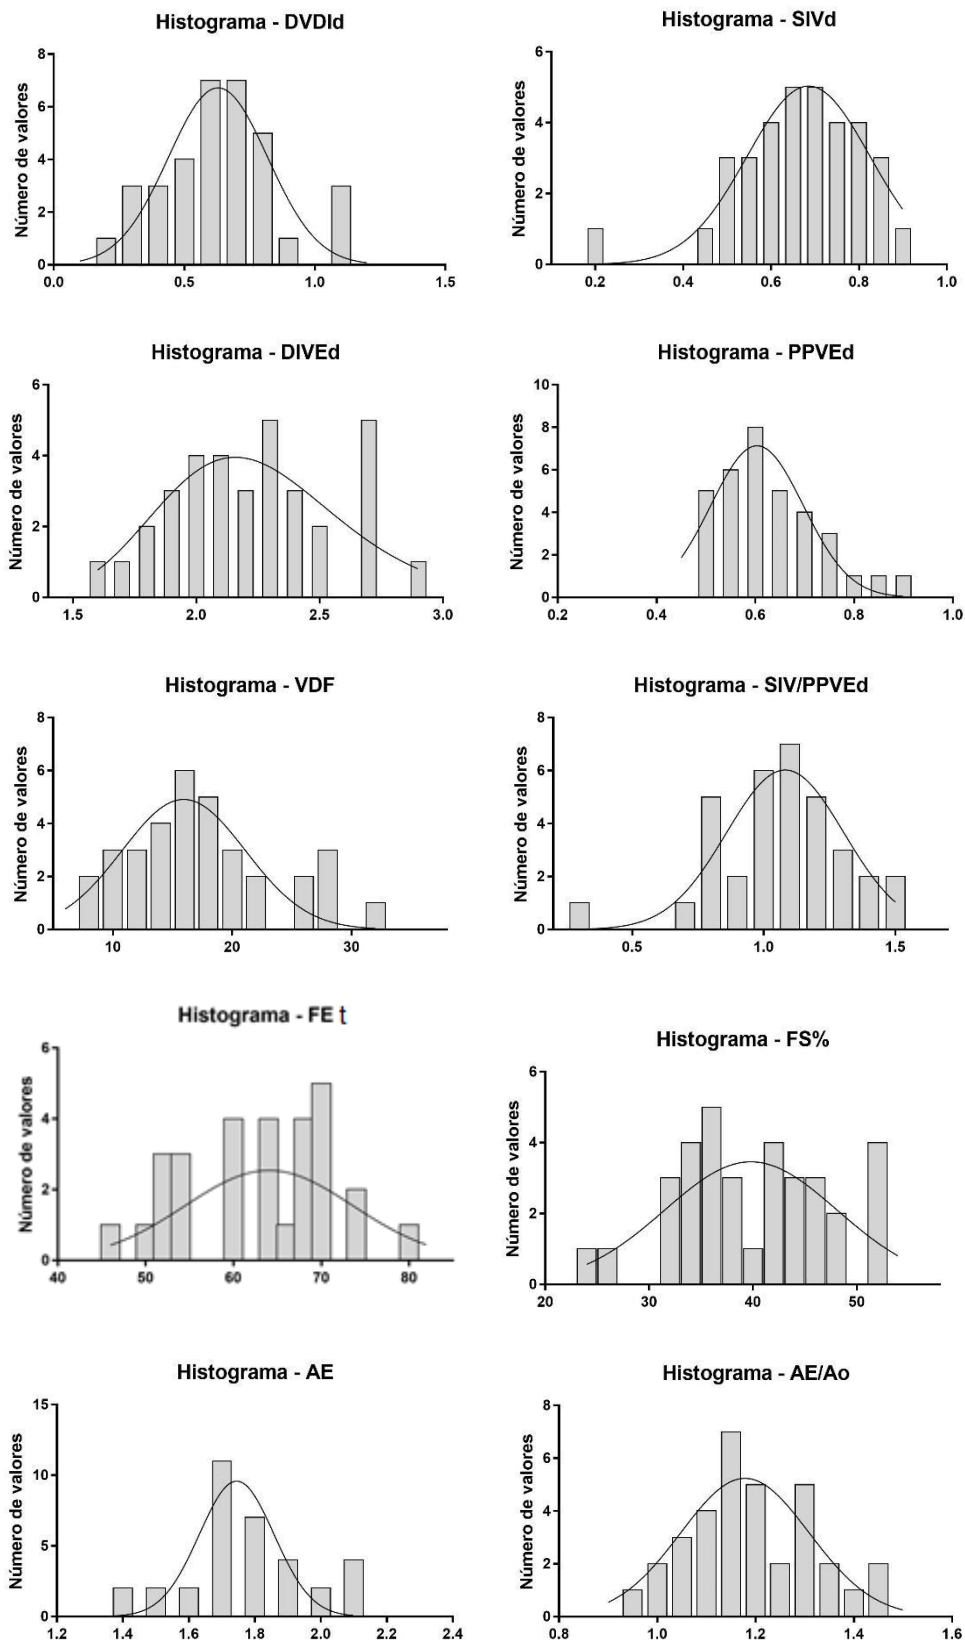 Histograma - DVDId
Número de valores
8
6
4
2
0
0.0 0.5 1.0 1.5
Histograma - SIVd
Número de valores
6
4
2
0
0.2 0.4 0.6 0.8 1.0
Histograma - DIVEd
Número de valores
6
4
2
0
1.5 2.0 2.5 3.0
Histograma - PPVEd
Número de valores
10
8
6
4
2
0
0.2 0.4 0.6 0.8 1.0
Histograma - VDF
Número de valores
8
6
4
2
0
10 20 30
Histograma - SIV/PPVEd
Número de valores
8
6
4
2
0
0.5 1.0 1.5
Histograma - FE t
Número de valores
6
4
2
0
40 50 60 70 80
Histograma - FS%
Número de valores
6
4
2
0
20 30 40 50
Histograma - AE
Número de valores
15
10
5
0
1.2 1.4 1.6 1.8 2.0 2.2 2.4
Histograma - AE/Ao
Número de valores
8
6
4
2
0
0.8 1.0 1.2 1.4 1.6